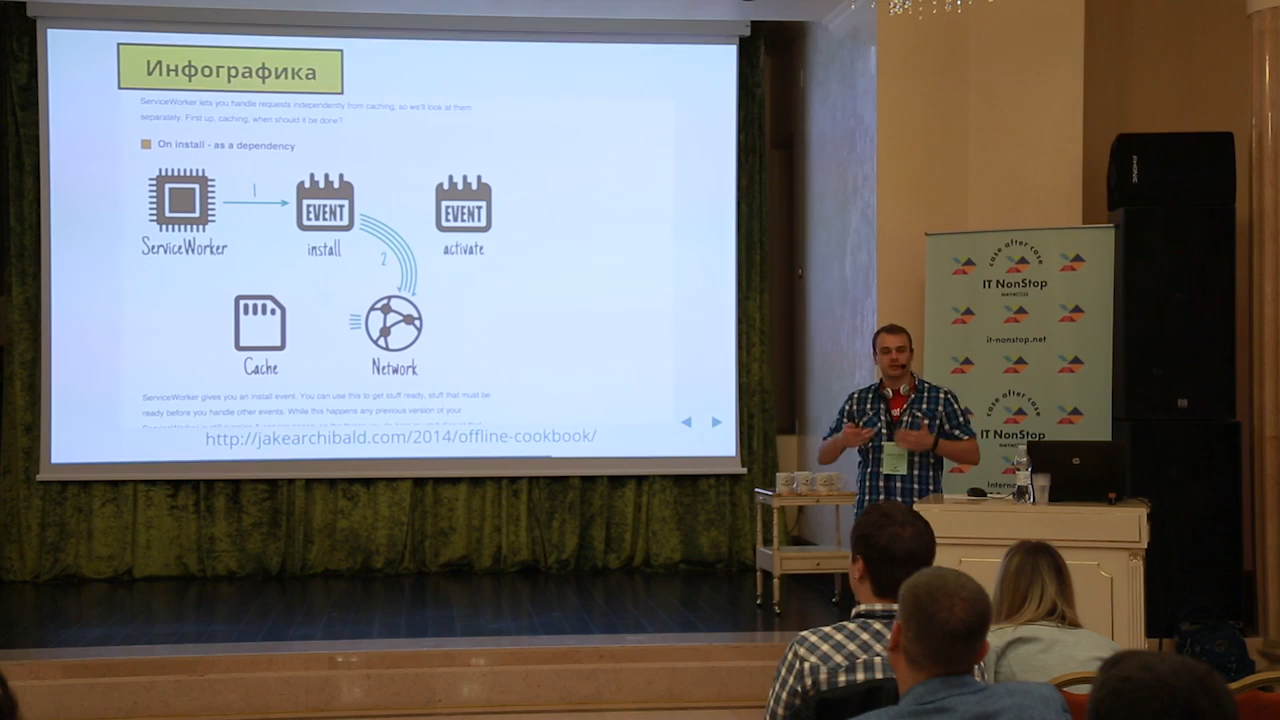 Инфографика
ServiceWorker lets you handle requests independently from caching, so we'll look at them
separately. First up, caching, when should it be done?
On install - as a dependency
1
EVENT
EVENT
ServiceWorker
install
activate
2
Cache
Network
ServiceWorker gives you an install event. You can use this to get stuff ready, stuff that must be
ready before you handle other events. While this happens any previous version of your
http://jakearchibald.com/2014/offline-cookbook/
case after case
IT NonStop
it-nonstop.net
case after case
IT NonStop
Interna
hp